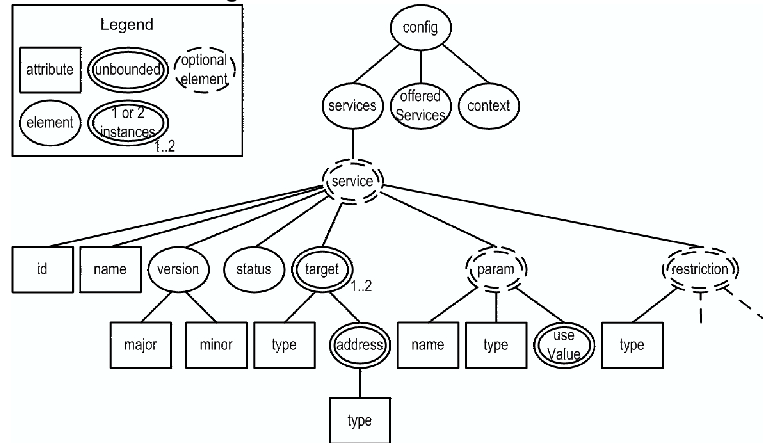 Legend
config
attribute
unbounded
optional
element
element
1 or 2
instances
1..2
services
offered
Services
context
service
id
name
version
status
target
1..2
param
restriction
major
minor
type
address
name
type
use
Value
type
type